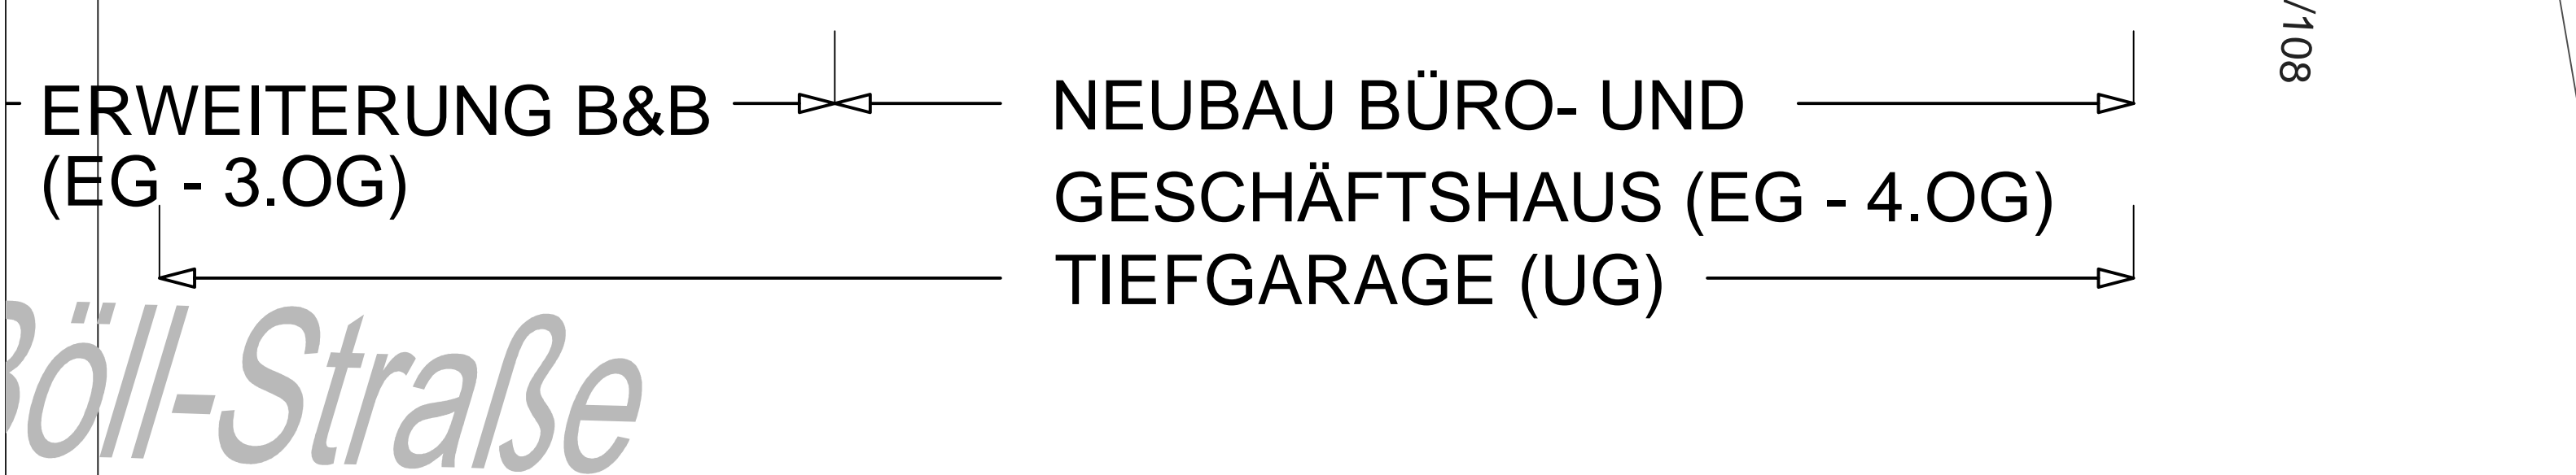 ERWEITERUNG B&B
(EG - 3.OG)
NEUBAU BÜRO- UND
GESCHÄFTSHAUS (EG - 4.OG)
TIEFGARAGE (UG)
/108
Böll-Straße